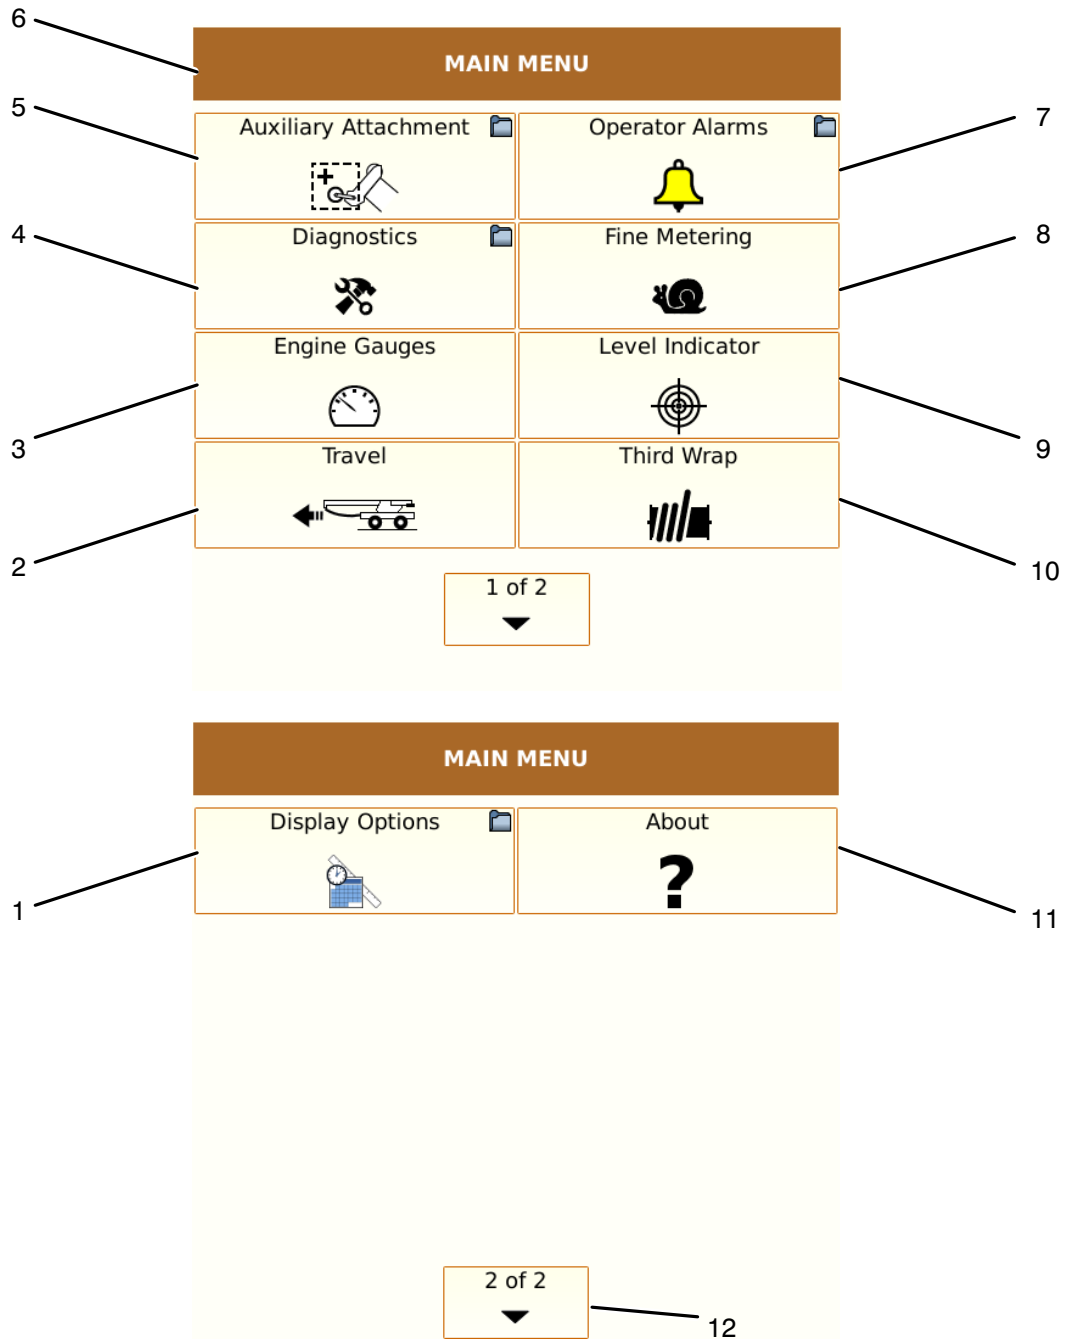 6
MAIN MENU
5
Auxiliary Attachment
Operator Alarms
7
4
Diagnostics
Fine Metering
8
Engine Gauges
Level Indicator
3
9
Travel
Third Wrap
2
10
1 of 2
MAIN MENU
Display Options
About
?
1
11
2 of 2
12